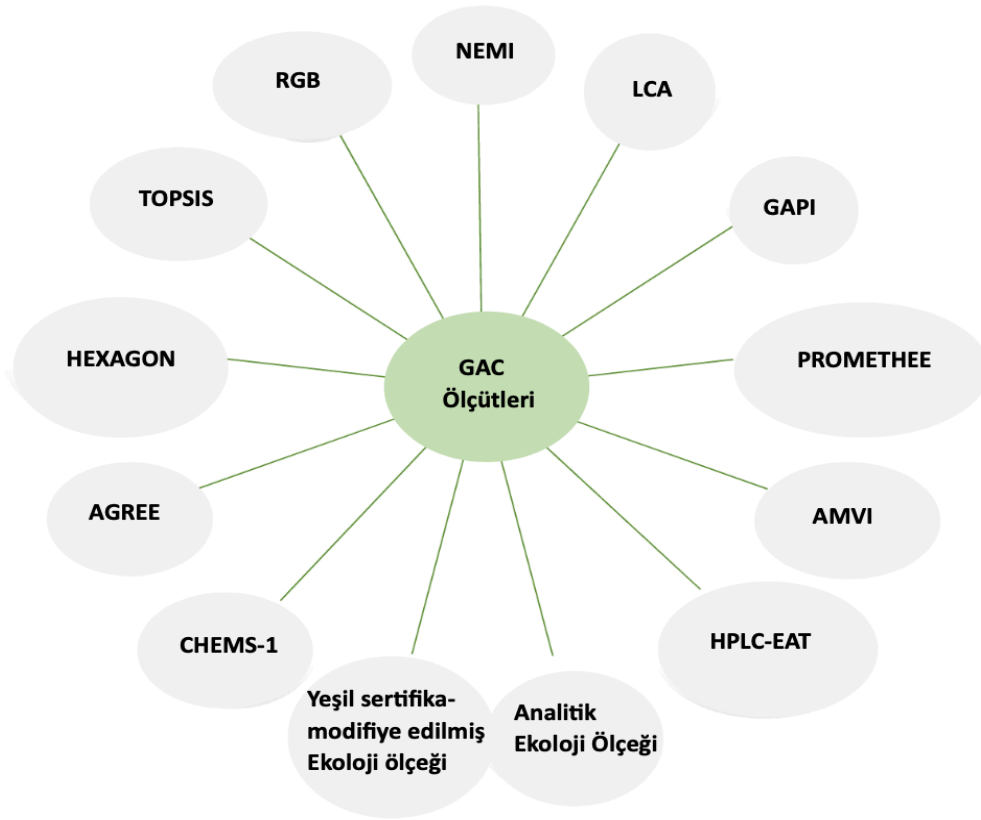 NEMI
RGB
LCA
TOPSIS
GAPI
HEXAGON
GAC
Ölçütleri
PROMETHEE
AGREE
AMVI
CHEMS-1
HPLC-EAT
Yeşil sertifika-
modifiye edilmiş
Ekoloji ölçeği
Analitik
Ekoloji Ölçeği